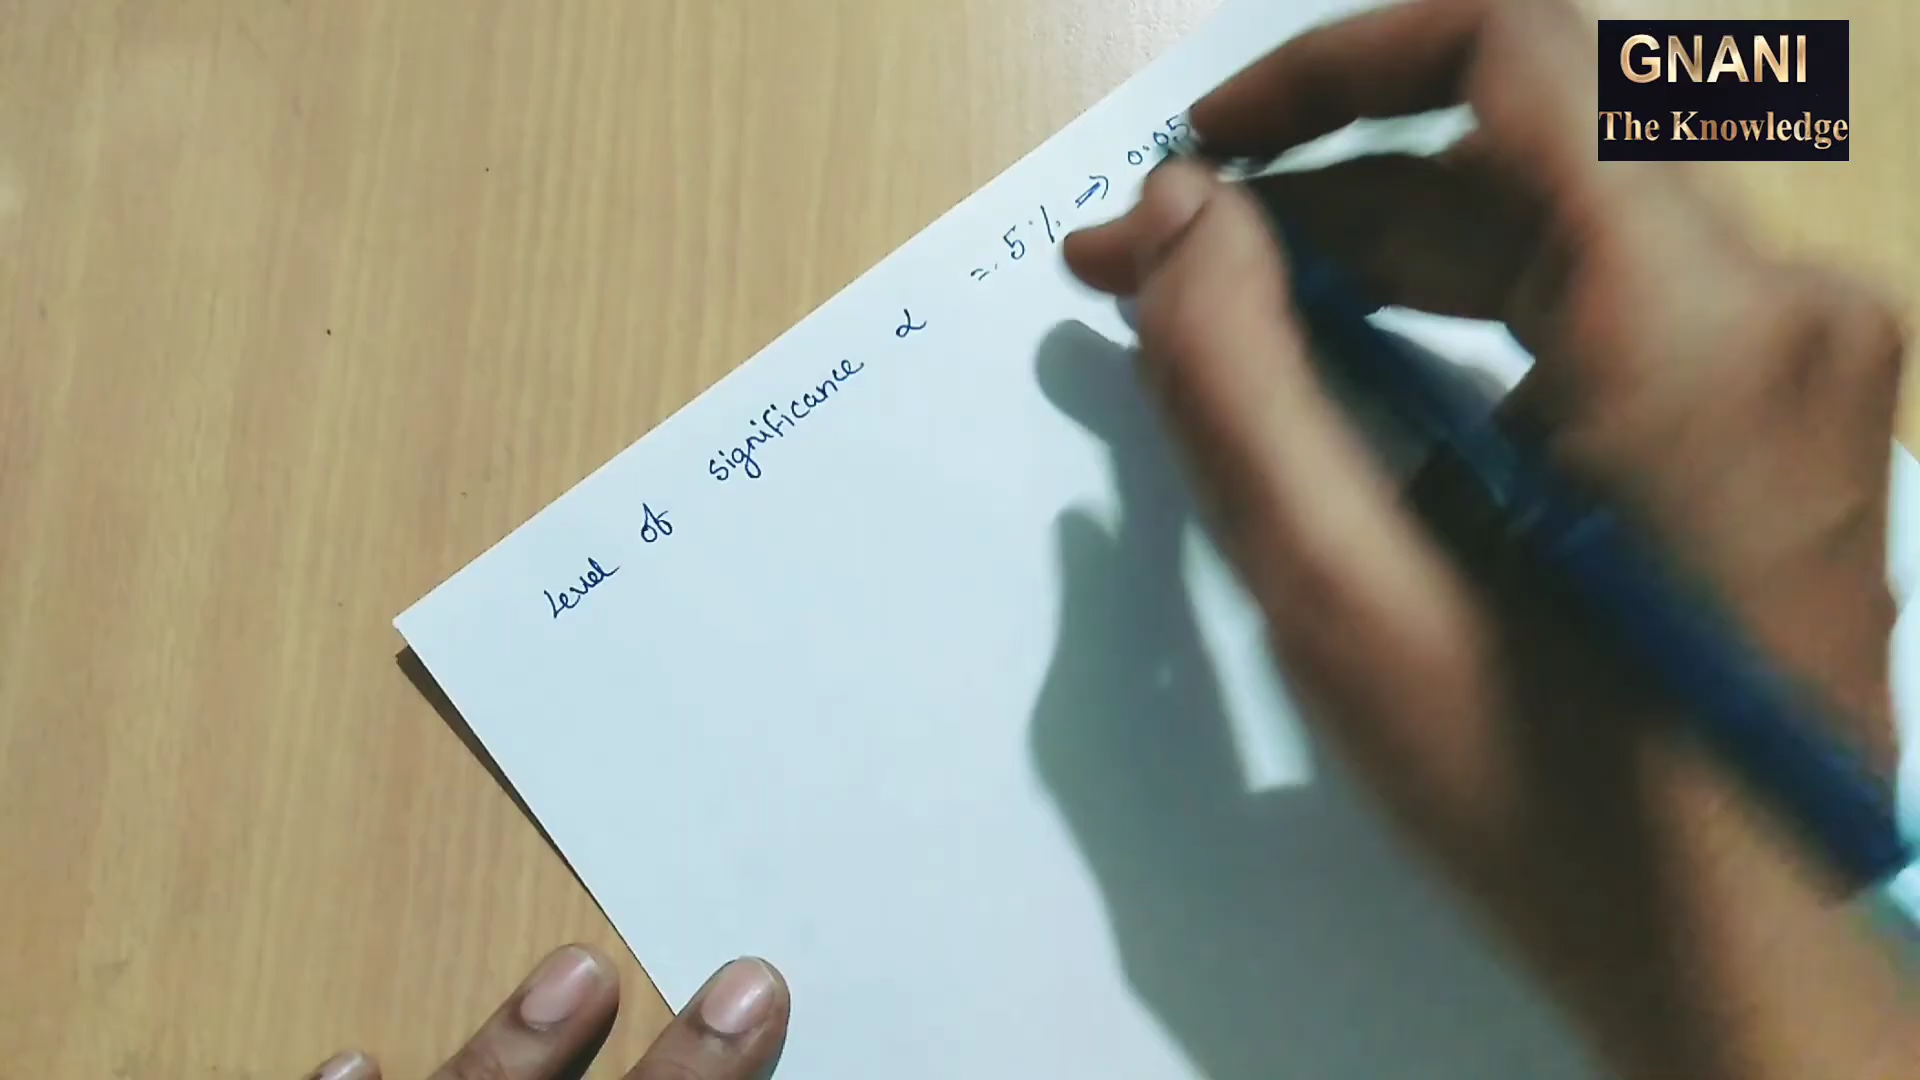 GNANI
The Knowledge
Level of significance α = 5% ⇒ 0.05